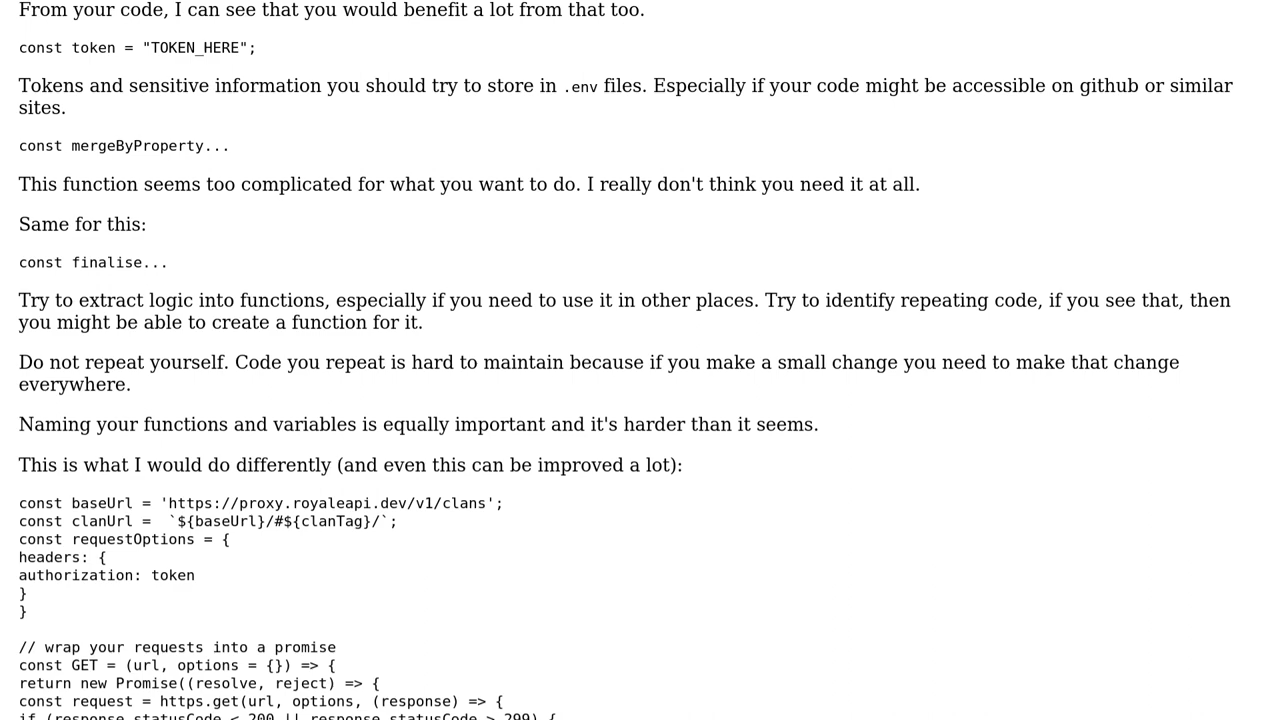 From your code, I can see that you would benefit a lot from that too.
const token = "TOKEN_HERE";
Tokens and sensitive information you should try to store in .env files. Especially if your code might be accessible on github or similar
sites.
const mergeByProperty...
This function seems too complicated for what you want to do. I really don't think you need it at all.
Same for this:
const finalise...
Try to extract logic into functions, especially if you need to use it in other places. Try to identify repeating code, if you see that, then
you might be able to create a function for it.
Do not repeat yourself. Code you repeat is hard to maintain because if you make a small change you need to make that change
everywhere.
Naming your functions and variables is equally important and it's harder than it seems.
This is what I would do differently (and even this can be improved a lot):
const baseUrl = 'https://proxy.royaleapi.dev/v1/clans';
const clanUrl =  `${baseUrl}/#${clanTag}/`;
const requestOptions = {
headers: {
authorization: token
}
}
// wrap your requests into a promise
const GET = (url, options = {}) => {
return new Promise((resolve, reject) => {
const request = https.get(url, options, (response) => {
if (response.statusCode < 200 || response.statusCode > 299) {